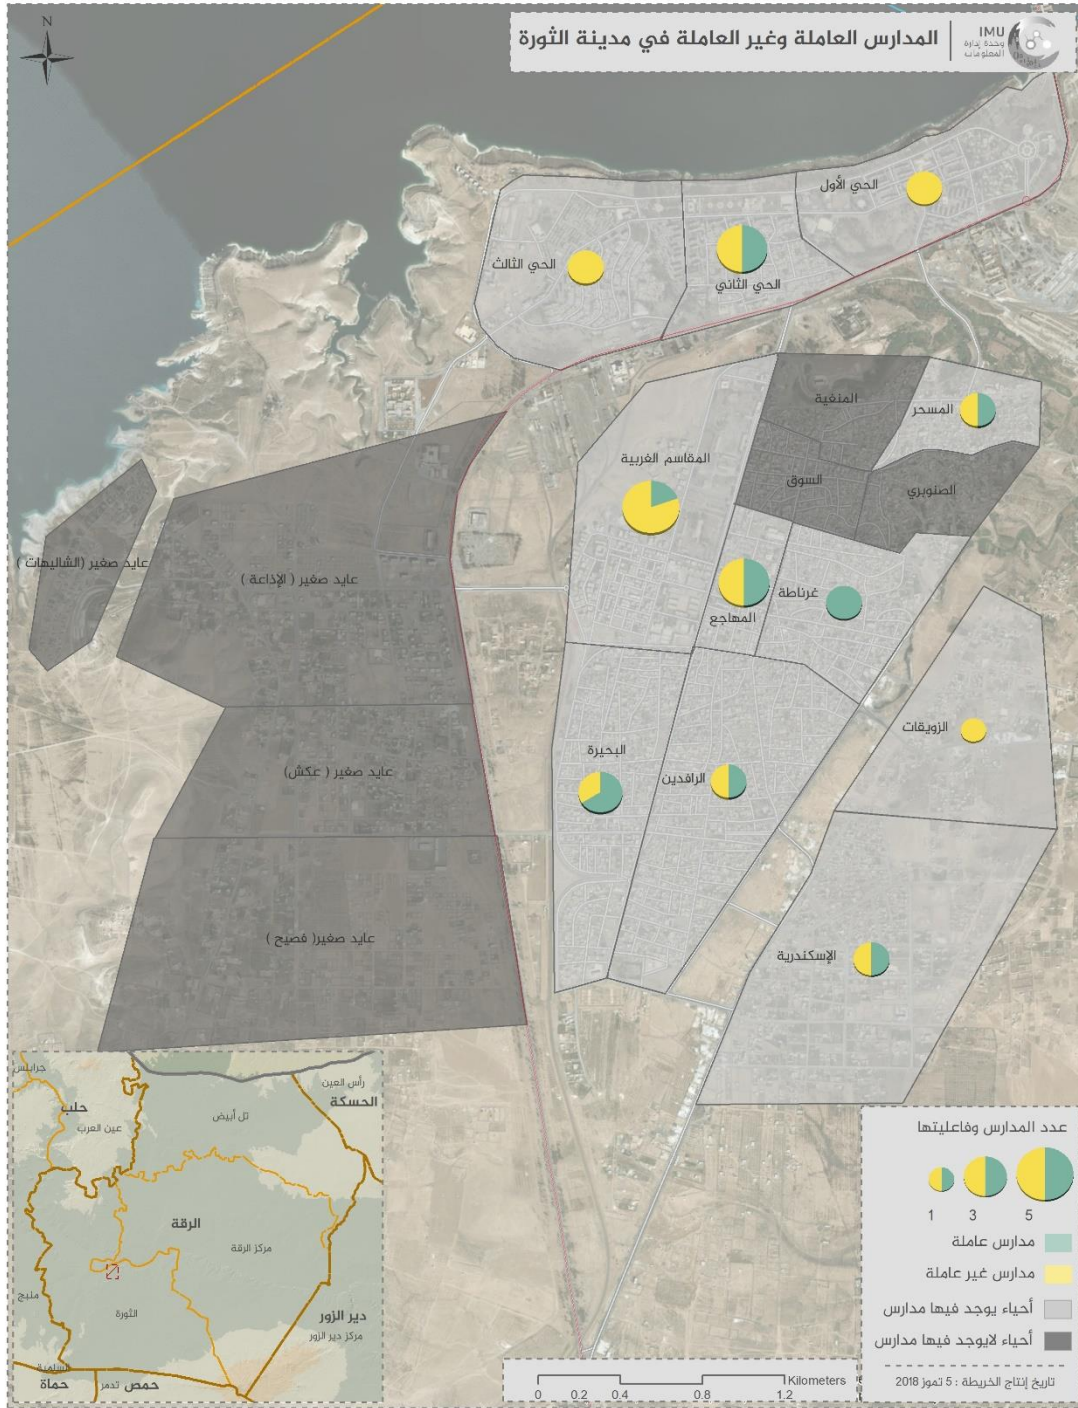 N
المدارس العاملة وغير العاملة في مدينة الثورة
IMU
وحدة إدارة
المعلومات
الحي الأول
الحي الثالث
الحي الثاني
المنغية
المسحر
المقاسم الغربية
السوق
الصنوبري
عايد صغير (الشاليهات )
عايد صغير ( الإذاعة )
غرناطة
المهاجع
الزويقات
البحيرة
الرافدين
عايد صغير ( عكش)
عايد صغير( فصيح )
الإسكندرية
جرابلس
رأس العين
الحسكة
حلب
تل أبيض
عين العرب
الرقة
مركز الرقة
منبج
الثورة
دير الزور
مركز دير الزور
السلمية
حماة
حمص
تدمر
عدد المدارس وفاعليتها
1 3 5
مدارس عاملة
مدارس غير عاملة
أحياء يوجد فيها مدارس
أحياء لايوجد فيها مدارس
تاريخ إنتاج الخريطة : 5 تموز 2018
Kilometers
0 0.2 0.4 0.8 1.2